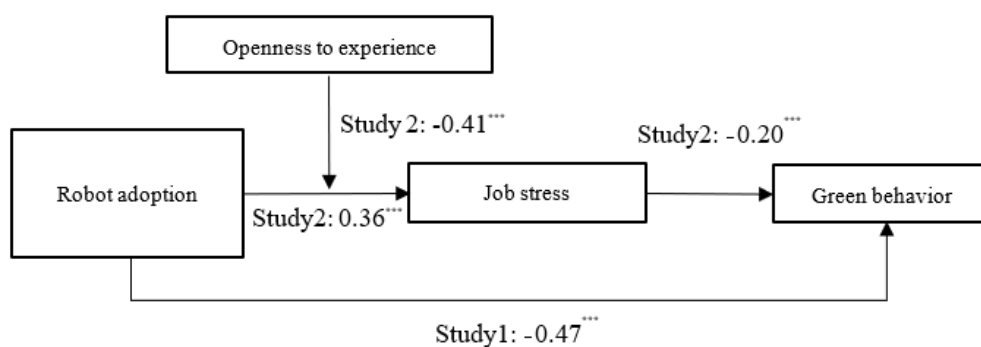 Openness to experience
Study 2: -0.41***
Study2: -0.20***
Robot adoption
Job stress
Green behavior
Study2: 0.36***
Study1: -0.47***